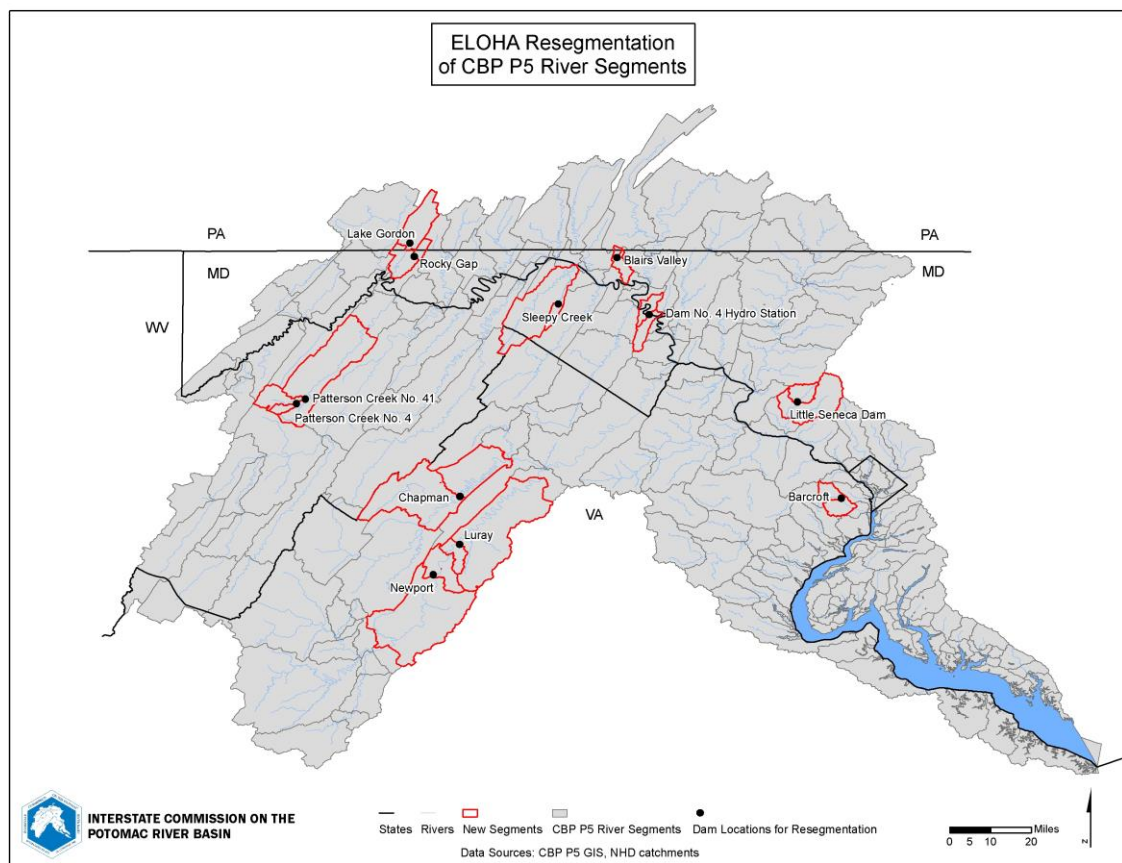 ELOHA Resegmentation
of CBP P5 River Segments
PA
PA
MD
MD
WV
VA
Lake Gordon
Rocky Gap
Blairs Valley
Sleepy Creek
Dam No. 4 Hydro Station
Patterson Creek No. 41
Patterson Creek No. 4
Little Seneca Dam
Chapman
Barcroft
Luray
Newport
INTERSTATE COMMISSION ON THE
POTOMAC RIVER BASIN
States Rivers New Segments CBP P5 River Segments Dam Locations for Resegmentation
Data Sources: CBP P5 GIS, NHD catchments
Miles
0 5 10 20
N